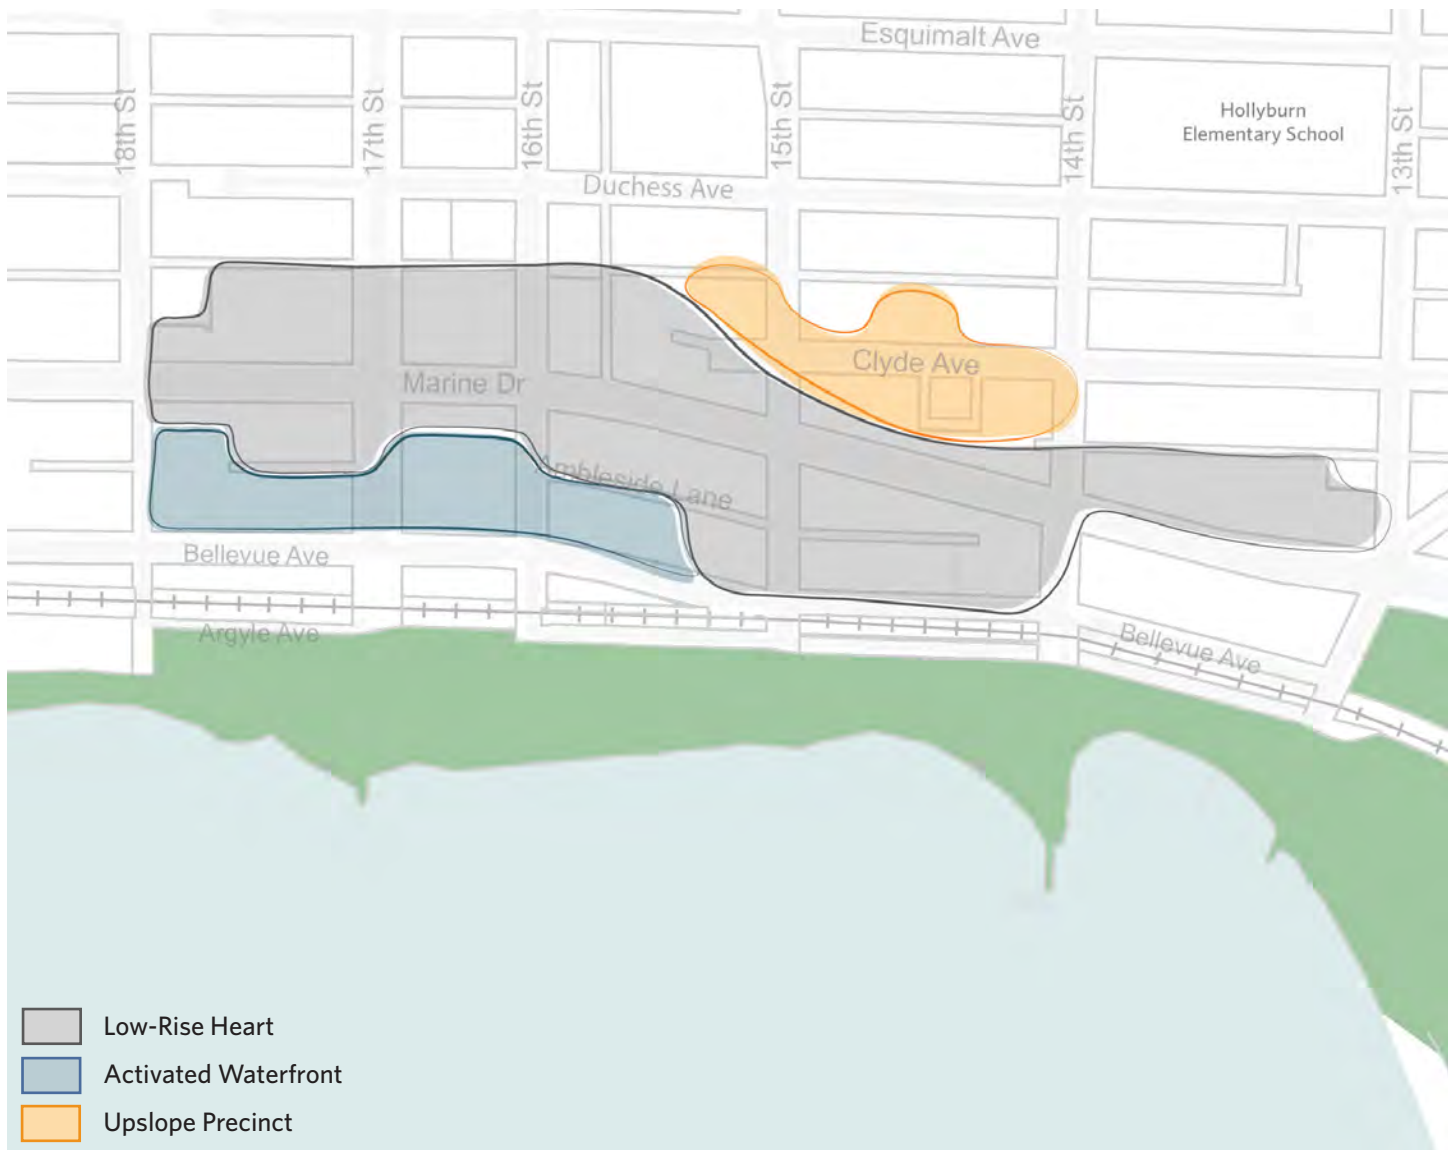 Esquimalt Ave
18th St
17th St
16th St
15th St
14th St
13th St
Hollyburn
Elementary School
Duchess Ave
Clyde Ave
Marine Dr
Ambleside Lane
Bellevue Ave
Argyle Ave
Bellevue Ave
Low-Rise Heart
Activated Waterfront
Upslope Precinct